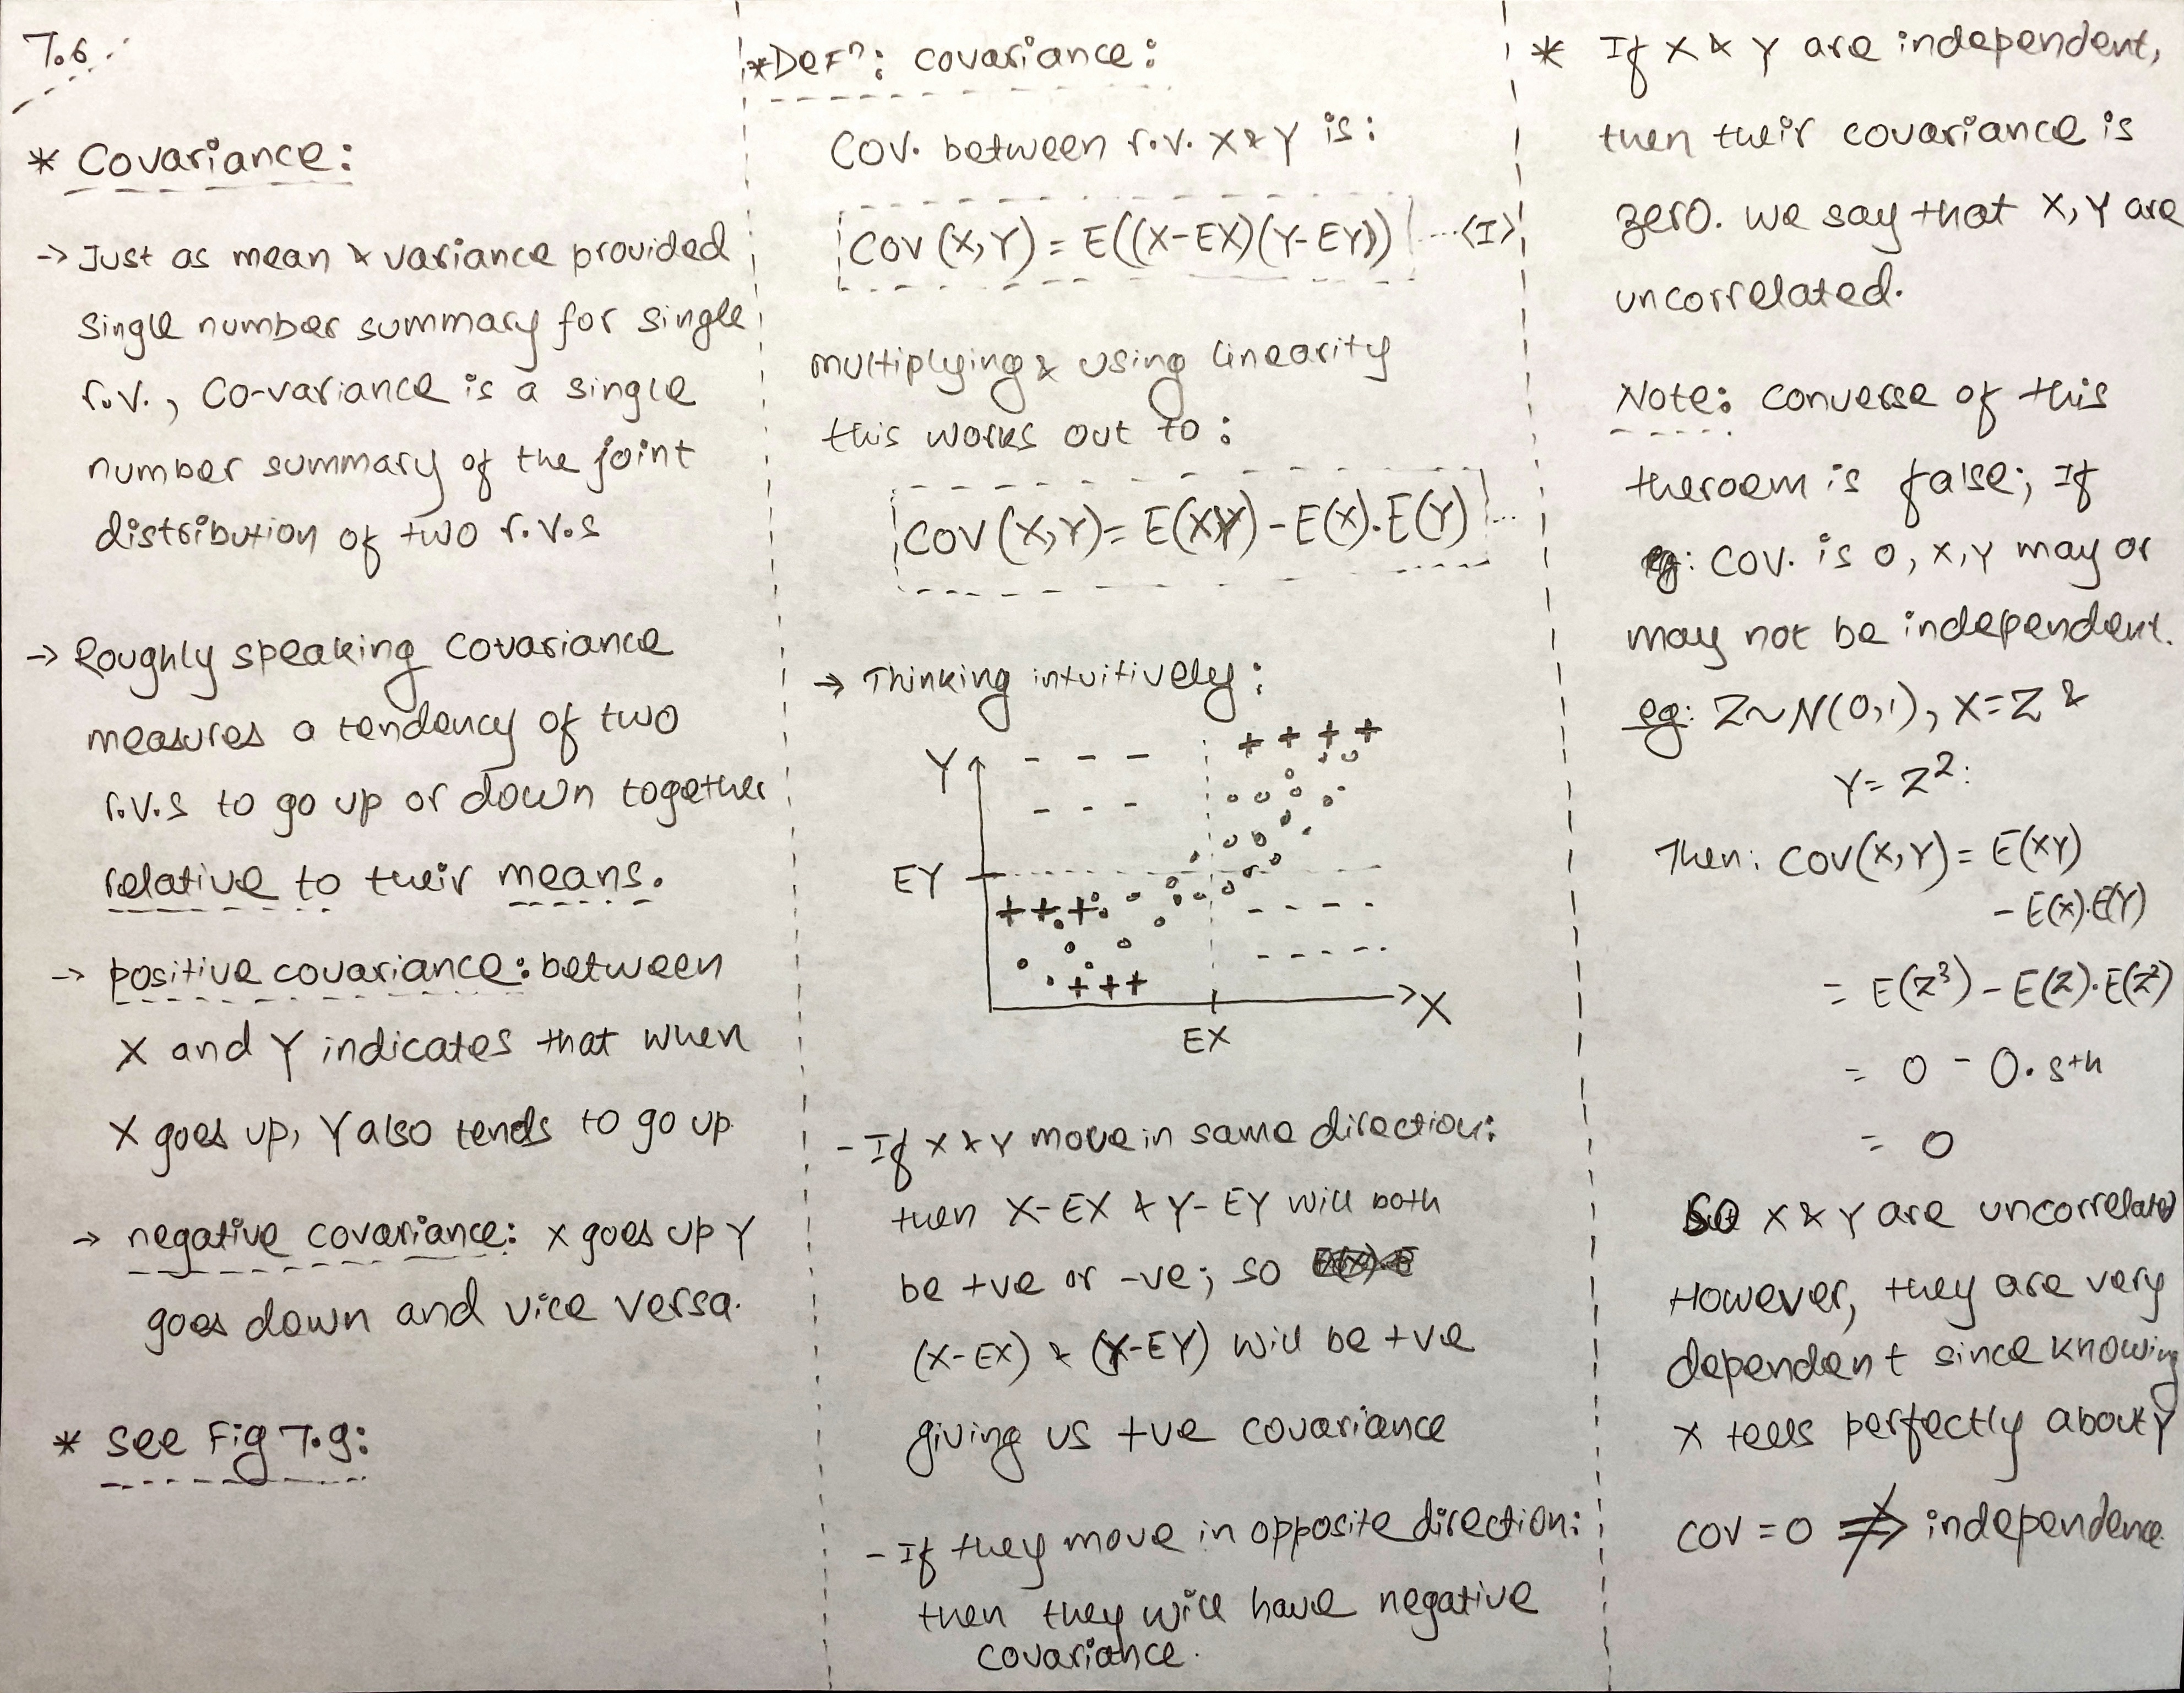 7.6
* Covariance:
→ Just as mean & variance provided
single number summary for single
r.v., Co-variance is a single
number summary of the joint
distribution of two r.v.s
→ Roughly speaking covariance
measures a tendency of two
r.v.s to go up or down together
relative to their means.
→ positive covariance: between
X and Y indicates that when
X goes up, Y also tends to go up.
→ negative covariance: X goes up Y
goes down and vice versa.
* see Fig 7.9:
* DeFⁿ: covariance:
Cov. between r.v. X & Y is:
COV (X,Y) = E((X-EX)(Y-EY)) ...<I>
multiplying & using linearity
this works out to:
COV (X,Y) = E(XY) - E(X).E(Y) ...
→ Thinking intuitively:
Y
EY
EX
X
- If X & Y move in same direction:
then X-EX & Y-EY will both
be +ve or -ve; so
(X-EX) & (Y-EY) will be +ve
giving us +ve covariance
- If they move in opposite direction:
then they will have negative
covariance.
* If X & Y are independent,
then their covariance is
zero. we say that X, Y are
uncorrelated.
Note: converse of this
theroem is false; If
eg: COV. is 0, X,Y may or
may not be independent.
eg: Z~N(0,1), X=Z &
Y = Z²:
Then: COV(X,Y) = E(XY)
- E(X).E(Y)
= E(Z³) - E(Z).E(Z²)
= 0 - 0. sth
= 0
So X & Y are uncorrelated
However, they are very
dependent since knowing
X tells perfectly about Y
COV = 0 ⇏ independence.